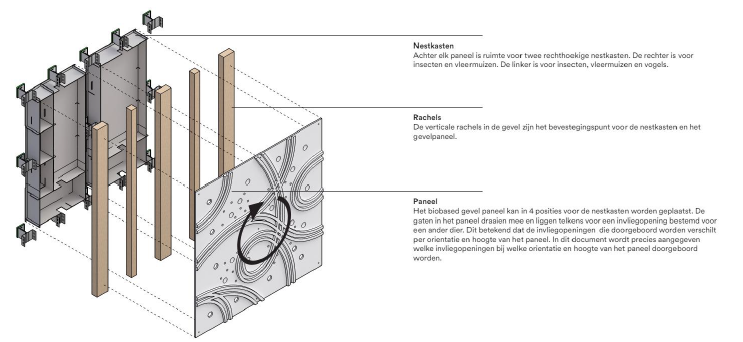 Nestkasten
Achter elk paneel is ruimte voor twee rechthoekige nestkasten. De rechter is voor
insecten en vleermuizen. De linker is voor insecten, vleermuizen en vogels.
Rachels
De verticale rachels in de gevel zijn het bevestegingspunt voor de nestkasten en het
gevelpaneel.
Paneel
Het biobased gevel paneel kan in 4 posities voor de nestkasten worden geplaatst. De
gaten in het paneel draaien mee en liggen telkens voor een invliegopening bestemd voor
een ander dier. Dit betekend dat de invliegopeningen die doorgeboord worden verschilt
per orientatie en hoogte van het paneel. In dit document wordt precies aangegeven
welke invliegopeningen bij welke orientatie en hoogte van het paneel doorgeboord
worden.